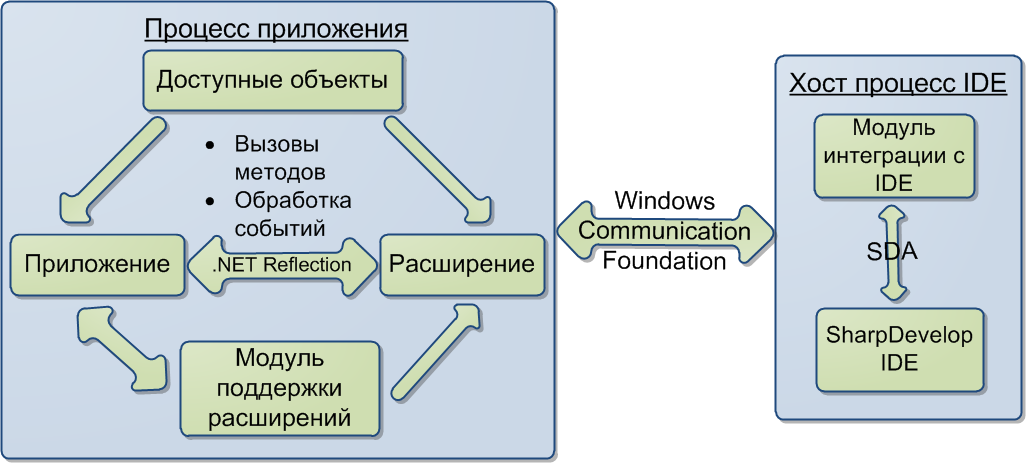 Процесс приложения
Доступные объекты
• Вызовы
методов
• Обработка
событий
Приложение
.NET Reflection
Расширение
Модуль
поддержки
расширений
Windows
Communication
Foundation
Хост процесс IDE
Модуль
интеграции с
IDE
SDA
SharpDevelop
IDE